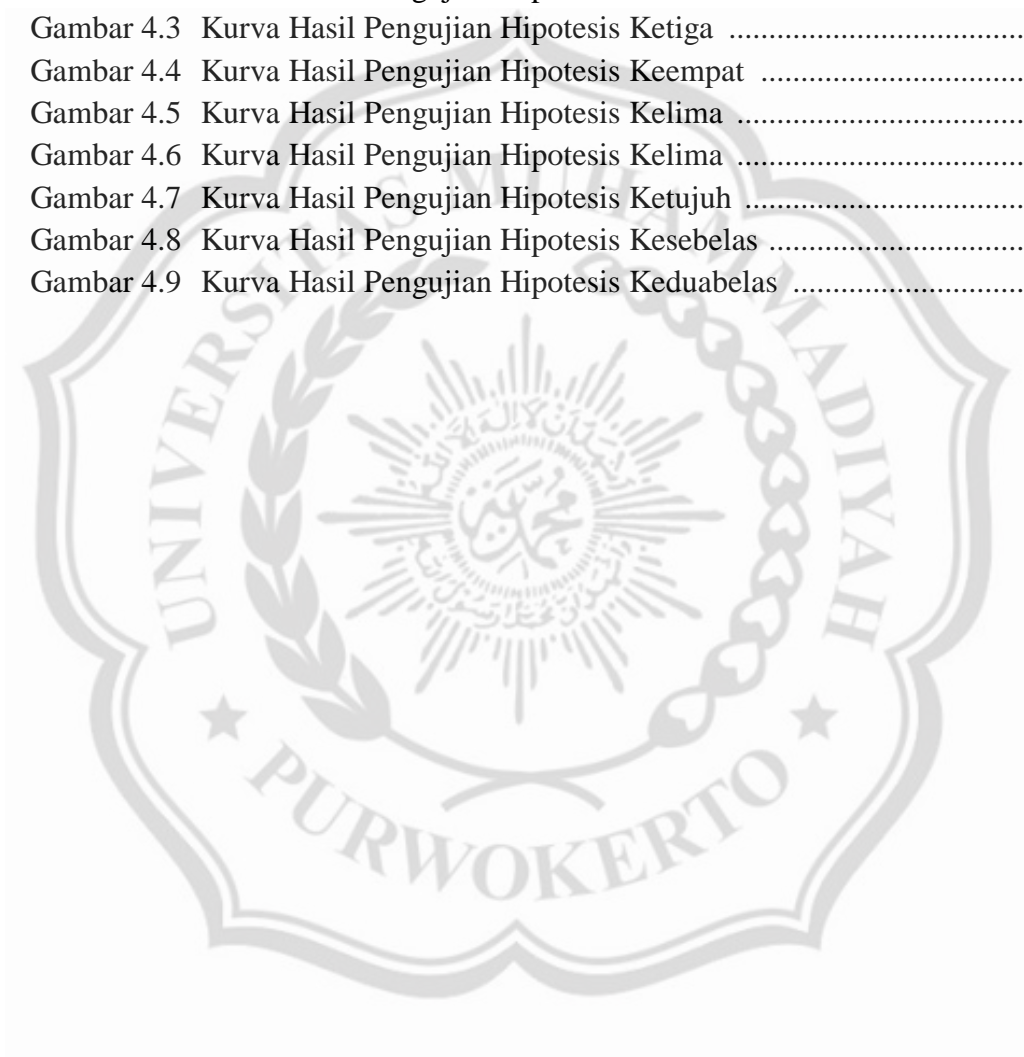 Gambar 4.3 Kurva Hasil Pengujian Hipotesis Ketiga ..................................
Gambar 4.4 Kurva Hasil Pengujian Hipotesis Keempat ..............................
Gambar 4.5 Kurva Hasil Pengujian Hipotesis Kelima .................................
Gambar 4.6 Kurva Hasil Pengujian Hipotesis Kelima .................................
Gambar 4.7 Kurva Hasil Pengujian Hipotesis Ketujuh ................................
Gambar 4.8 Kurva Hasil Pengujian Hipotesis Kesebelas .............................
Gambar 4.9 Kurva Hasil Pengujian Hipotesis Keduabelas ..........................
UNIVERSITAS MUHAMMADIYAH
PURWOKERTO